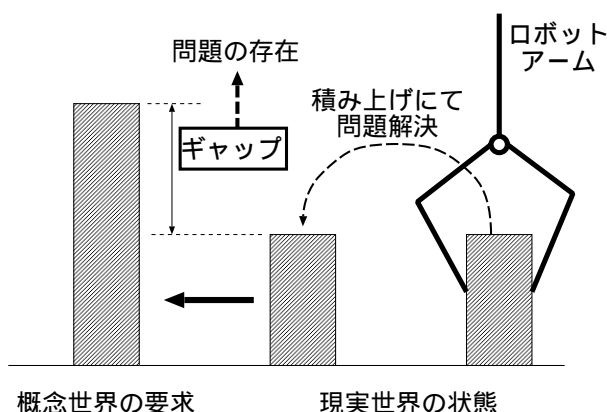 ロボット
アーム
問題の存在
積み上げにて
問題解決
ギャップ
概念世界の要求
現実世界の状態